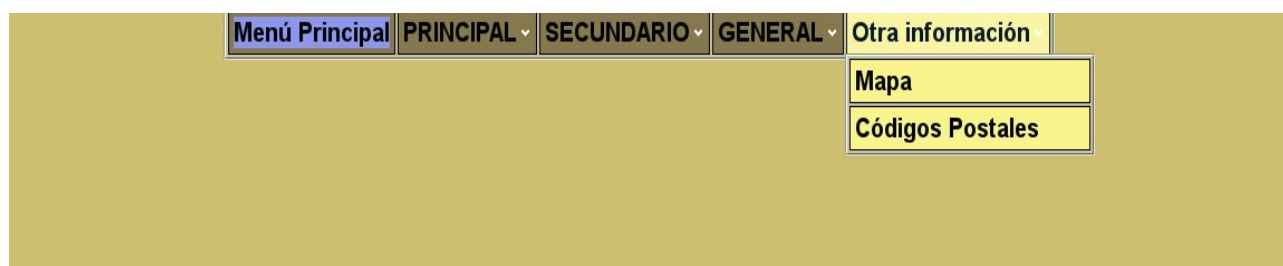 Menú Principal PRINCIPAL SECUNDARIO GENERAL Otra información
Mapa
Códigos Postales